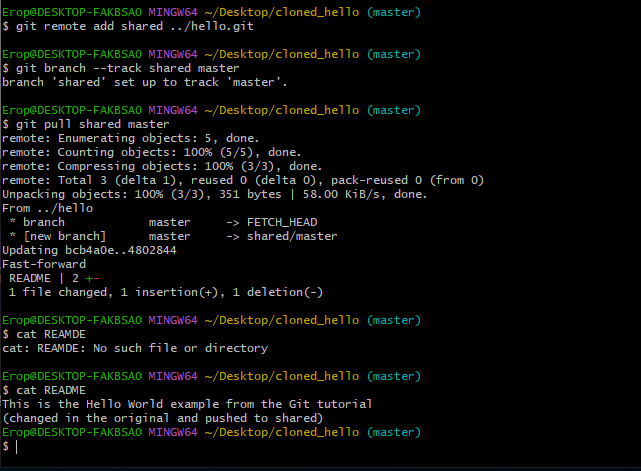 Erop@DESKTOP-FAKBSAO MINGW64 ~/Desktop/cloned_hello (master)
$ git remote add shared ../hello.git
Erop@DESKTOP-FAKBSAO MINGW64 ~/Desktop/cloned_hello (master)
$ git branch --track shared master
branch 'shared' set up to track 'master'.
Erop@DESKTOP-FAKBSAO MINGW64 ~/Desktop/cloned_hello (master)
$ git pull shared master
remote: Enumerating objects: 5, done.
remote: Counting objects: 100% (5/5), done.
remote: Compressing objects: 100% (3/3), done.
remote: Total 3 (delta 1), reused 0 (delta 0), pack-reused 0 (from 0)
Unpacking objects: 100% (3/3), 351 bytes | 58.00 KiB/s, done.
From ../hello
 * branch            master     -> FETCH_HEAD
 * [new branch]      master     -> shared/master
Updating bcb4a0e..4802844
Fast-forward
 README | 2 +-
 1 file changed, 1 insertion(+), 1 deletion(-)
Erop@DESKTOP-FAKBSAO MINGW64 ~/Desktop/cloned_hello (master)
$ cat REAMDE
cat: REAMDE: No such file or directory
Erop@DESKTOP-FAKBSAO MINGW64 ~/Desktop/cloned_hello (master)
$ cat README
This is the Hello World example from the Git tutorial
(changed in the original and pushed to shared)
Erop@DESKTOP-FAKBSAO MINGW64 ~/Desktop/cloned_hello (master)
$